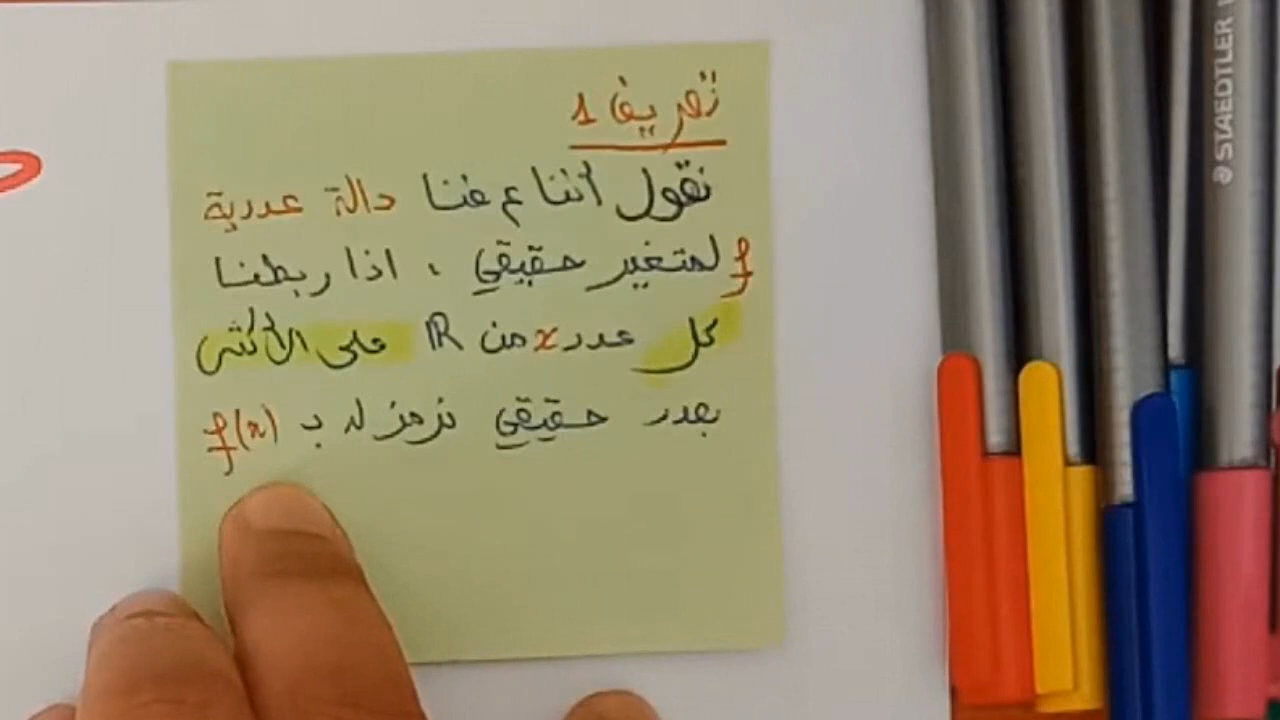 تعريف 1
نقول أننا عرفنا دالة عددية
f لمتغير حقيقي ، اذا ربطنا
كل عدد x من ℝ على الأكثر
بعدد حقيقي نرمز له ب f(x)
STAEDTLER